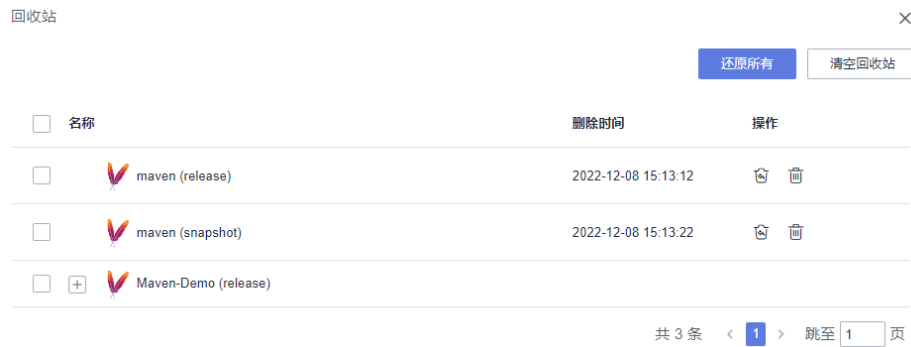 回收站
还原所有 清空回收站
名称 删除时间 操作
maven (release) 2022-12-08 15:13:12
maven (snapshot) 2022-12-08 15:13:22
Maven-Demo (release)
共 3 条 < 1 > 跳至 1 页